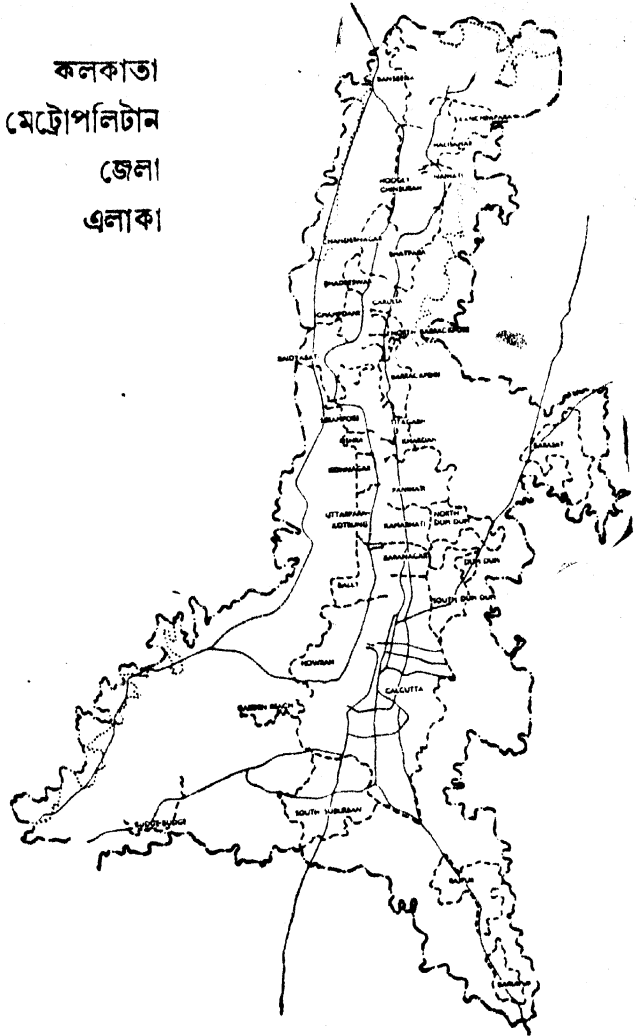 কলকাতা
মেট্রোপলিটান
জেলা
এলাকা
BANSBERIA
KANCHRAPARA
HALISAHAR
NAIHATI
HOOGLY
CHINSURAH
CHANDERNAGAR
BHATPARA
BHADRESWAR
GARULIA
CHAMPDANI
NORTH BARRACKPORE
BAIDYABATI
BARRACKPORE
SERAMPORE
TITAGARH
RISHRA
KHARDAH
BARASAT
KONNAGAR
PANIHATI
UTTARPARA-
KOTRUNG
KAMARHATI
NORTH
DUM DUM
BARANAGAR
DUM DUM
BALLY
SOUTH DUM DUM
HOWRAH
CALCUTTA
GARDEN REACH
SOUTH SUBURBAN
BUDGE-BUDGE
RAJPUR
BARUIPUR